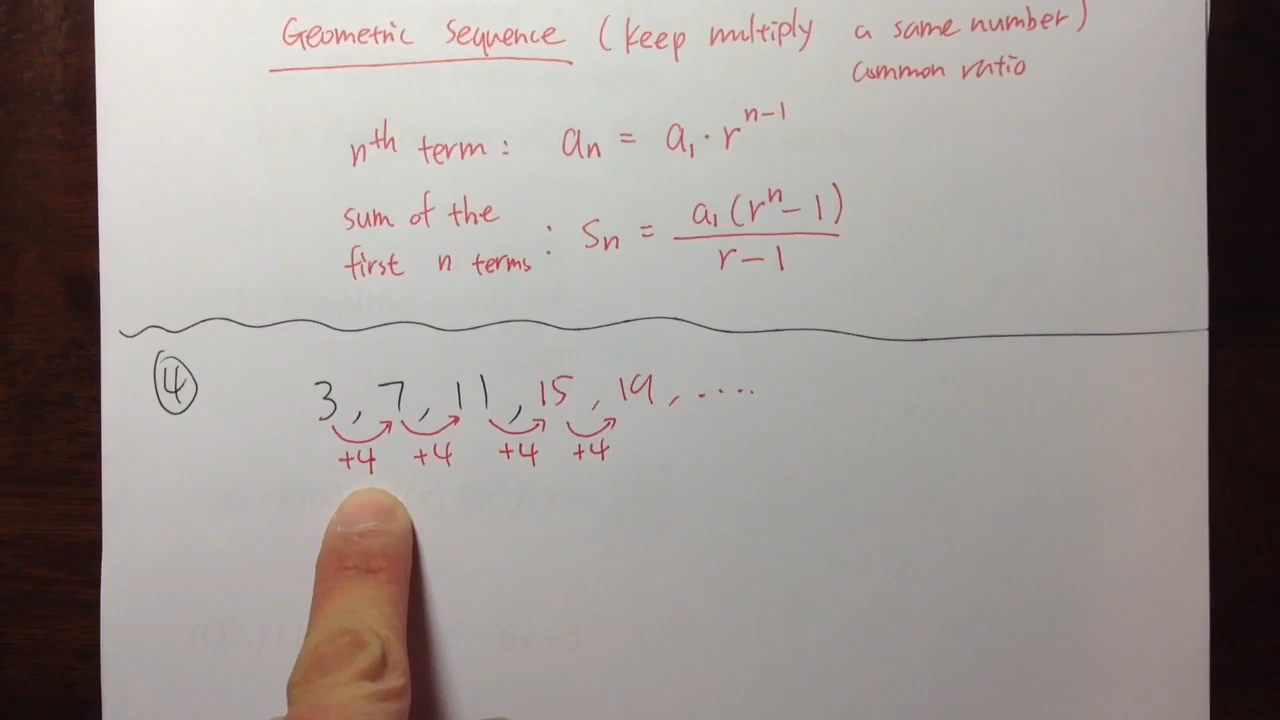 Geometric Sequence (keep multiply a same number)
common ratio
nth term : an = a1 · r^n-1
sum of the first n terms : Sn = a1 (r^n - 1) / r - 1
④ 3, 7, 11, 15, 19, ....
+4 +4 +4 +4